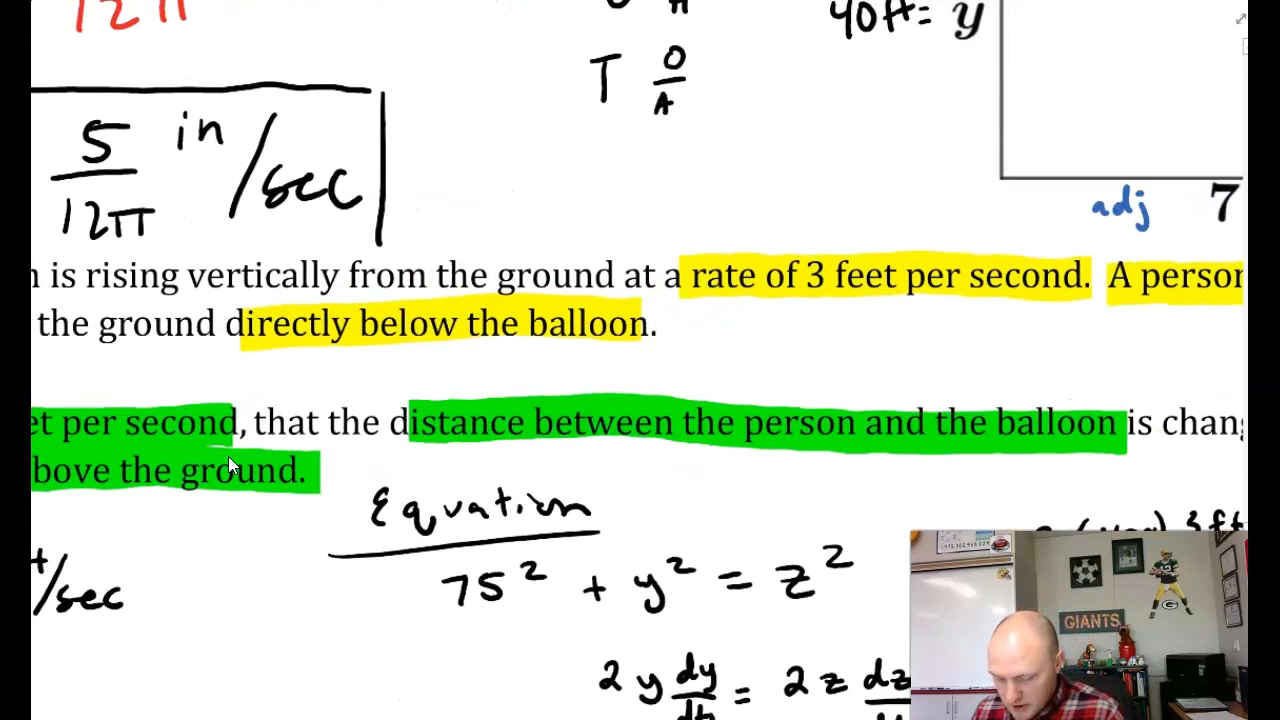 12π
A
40ft = y
T O/A
5/12π in/sec
adj 7
is rising vertically from the ground at a rate of 3 feet per second. A person
the ground directly below the balloon.
et per second, that the distance between the person and the balloon is chang
bove the ground.
Equation
75² + y² = z²
/sec
2y dy/dt = 2z dz
GIANTS